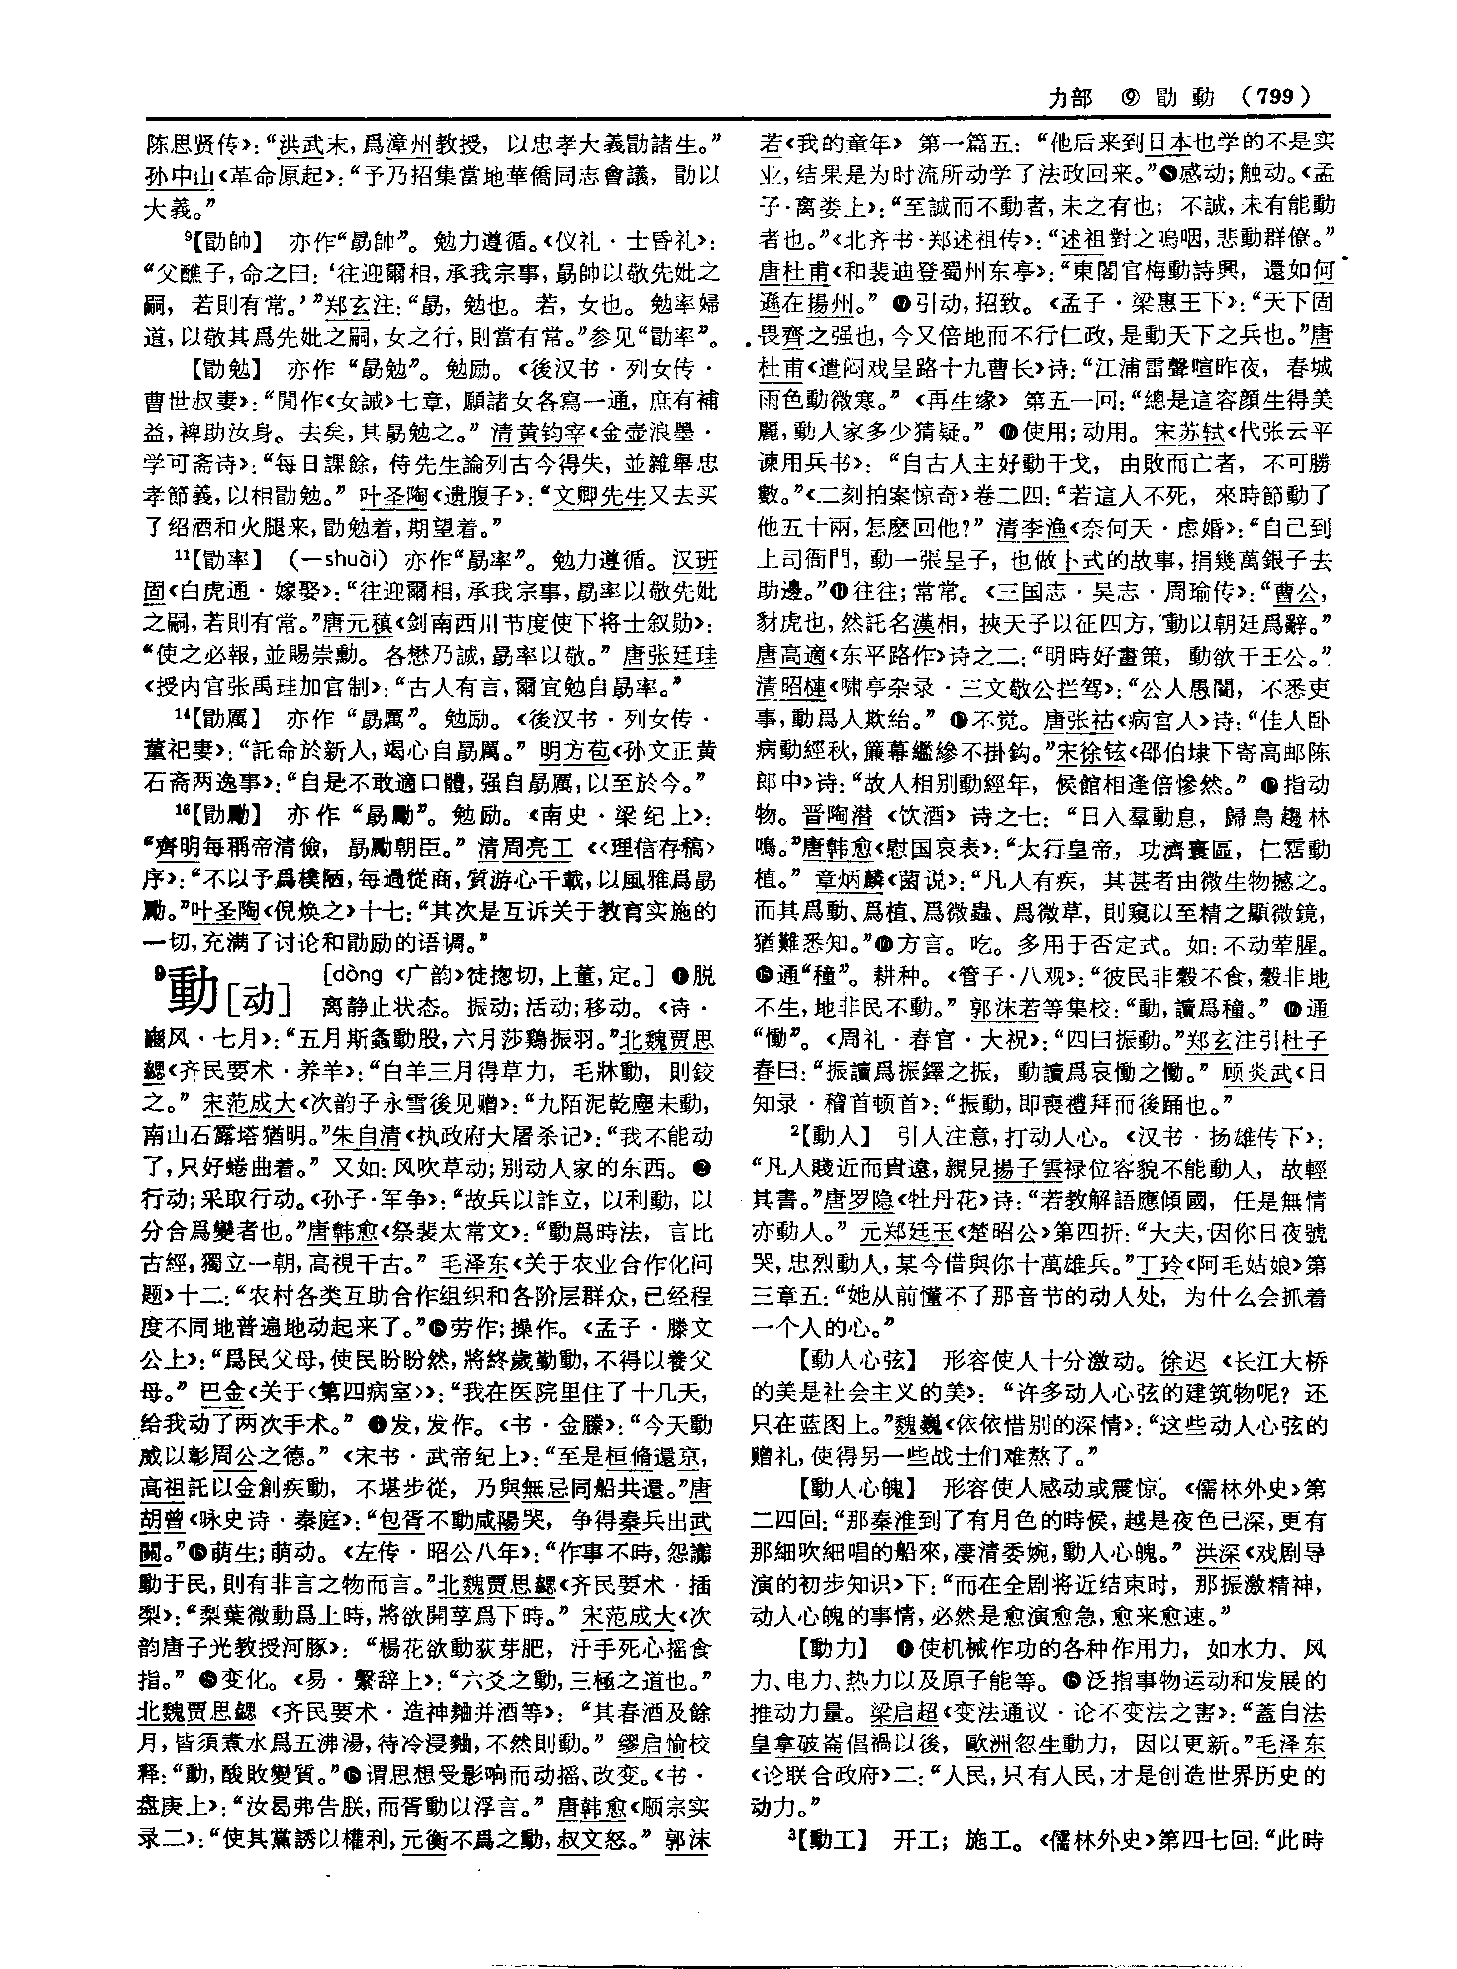 力部 ⑨ 勖 動 （799）
陈思贤传》：“洪武末，爲漳州教授，以忠孝大義勖諸生。”
孙中山《革命原起》：“予乃招集當地華僑同志會議，勖以
大義。”
9【勖帥】 亦作“勗帥”。勉力遵循。《仪礼·士昏礼》：
“父醮子，命之曰：‘往迎爾相，承我宗事，勗帥以敬先妣之
嗣，若則有常。’”郑玄注：“勗，勉也。若，女也。勉率婦
道，以敬其爲先妣之嗣，女之行，則當有常。”参见“勖率”。
【勖勉】 亦作“勗勉”。勉励。《後汉书·列女传·
曹世叔妻》：“閒作《女誡》七章，願諸女各寫一通，庶有補
益，裨助汝身。去矣，其勗勉之。”清黄钧宰《金壶浪墨·
学可斋诗》：“每日課餘，侍先生論列古今得失，並雜舉忠
孝節義，以相勖勉。”叶圣陶《遗腹子》：“文卿先生又去买
了绍酒和火腿来，勖勉着，期望着。”
11【勖率】 （—shuài）亦作“勗率”。勉力遵循。汉班
固《白虎通·嫁娶》：“往迎爾相，承我宗事，勗率以敬先妣
之嗣，若則有常。”唐元稹《剑南西川节度使下将士叙勋》：
“使之必報，並賜崇勳。各懋乃誠，勗率以敬。”唐张廷珪
《授内官张禹珪加官制》：“古人有言，爾宜勉自勗率。”
14【勖厲】 亦作“勗厲”。勉励。《後汉书·列女传·
董祀妻》：“託命於新人，竭心自勗厲。”明方苞《孙文正黄
石斋两逸事》：“自是不敢適口體，强自勗厲，以至於今。”
16【勖勵】 亦作“勗勵”。勉励。《南史·梁纪上》：
“齊明每稱帝清儉，勗勵朝臣。”清周亮工《〈理信存稿〉
序》：“不以予爲樸陋，每過從商，質游心千載，以風雅爲勗
勵。”叶圣陶《倪焕之》十七：“其次是互诉关于教育实施的
一切，充满了讨论和勖励的语调。”
9動［动］ ［dòng《广韵》徒揔切，上董，定。］❶脱
离静止状态。振动；活动；移动。《诗·
豳风·七月》：“五月斯螽動股，六月莎鷄振羽。”北魏贾思
勰《齐民要术·养羊》：“白羊三月得草力，毛牀動，則鉸
之。”宋范成大《次韵子永雪後见赠》：“九陌泥乾塵未動，
南山石露塔猶明。”朱自清《执政府大屠杀记》：“我不能动
了，只好蜷曲着。”又如：风吹草动；别动人家的东西。❷
行动；采取行动。《孙子·军争》：“故兵以詐立，以利動，以
分合爲變者也。”唐韩愈《祭裴太常文》：“動爲時法，言比
古經，獨立一朝，高視千古。”毛泽东《关于农业合作化问
题》十二：“农村各类互助合作组织和各阶层群众，已经程
度不同地普遍地动起来了。”❸劳作；操作。《孟子·滕文
公上》：“爲民父母，使民盻盻然，將終歲勤動，不得以養父
母。”巴金《关于〈第四病室〉》：“我在医院里住了十几天，
给我动了两次手术。”❹发，发作。《书·金縢》：“今天動
威以彰周公之德。”《宋书·武帝纪上》：“至是桓脩還京，
高祖託以金創疾動，不堪步從，乃與無忌同船共還。”唐
胡曾《咏史诗·秦庭》：“包胥不動咸陽哭，争得秦兵出武
關。”❺萌生；萌动。《左传·昭公八年》：“作事不時，怨讟
動于民，則有非言之物而言。”北魏贾思勰《齐民要术·插
梨》：“梨葉微動爲上時，將欲開莩爲下時。”宋范成大《次
韵唐子光教授河豚》：“楊花欲動荻芽肥，汙手死心摇食
指。”❻变化。《易·繫辞上》：“六爻之動，三極之道也。”
北魏贾思勰《齐民要术·造神麴并酒等》：“其春酒及餘
月，皆須煮水爲五沸湯，待冷浸麴，不然則動。”缪启愉校
释：“動，酸敗變質。”❼谓思想受影响而动摇、改变。《书·
盘庚上》：“汝曷弗告朕，而胥動以浮言。”唐韩愈《顺宗实
录二》：“使其黨誘以權利，元衡不爲之動，叔文怒。”郭沫
若《我的童年》第一篇五：“他后来到日本也学的不是实
业，结果是为时流所动学了法政回来。”❽感动；触动。《孟
子·离娄上》：“至誠而不動者，未之有也；不誠，未有能動
者也。”《北齐书·郑述祖传》：“述祖對之嗚咽，悲動群僚。”
唐杜甫《和裴迪登蜀州东亭》：“東閣官梅動詩興，還如何
遜在揚州。”❾引动，招致。《孟子·梁惠王下》：“天下固
畏齊之强也，今又倍地而不行仁政，是動天下之兵也。”唐
杜甫《遣闷戏呈路十九曹长》诗：“江浦雷聲喧昨夜，春城
雨色動微寒。”《再生缘》第五一回：“總是這容顔生得美
麗，動人家多少猜疑。”❿使用；动用。宋苏轼《代张云平
谏用兵书》：“自古人主好動干戈，由敗而亡者，不可勝
數。”《二刻拍案惊奇》卷二四：“若這人不死，來時節動了
他五十兩，怎麽回他？”清李渔《奈何天·虑婚》：“自己到
上司衙門，動一張呈子，也做卜式的故事，捐幾萬銀子去
助邊。”⓫往往；常常。《三国志·吴志·周瑜传》：“曹公，
豺虎也，然託名漢相，挾天子以征四方，動以朝廷爲辭。”
唐高適《东平路作》诗之二：“明時好畫策，動欲干王公。”
清昭槤《啸亭杂录·三文敬公拦驾》：“公人愚闇，不悉吏
事，動爲人欺紿。”⓬不觉。唐张祜《病宫人》诗：“佳人卧
病動經秋，簾幕繿縿不掛鈎。”宋徐铉《邵伯埭下寄高邮陈
郎中》诗：“故人相别動經年，候館相逢倍慘然。”⓭指动
物。晋陶潜《饮酒》诗之七：“日入羣動息，歸鳥趨林
鳴。”唐韩愈《慰国哀表》：“大行皇帝，功濟寰區，仁霑動
植。”章炳麟《菌说》：“凡人有疾，其甚者由微生物撼之。
而其爲動、爲植、爲微蟲、爲微草，則窺以至精之顯微鏡，
猶難悉知。”⓮方言。吃。多用于否定式。如：不动荤腥。
⓯通“穜”。耕种。《管子·八观》：“彼民非穀不食，穀非地
不生，地非民不動。”郭沫若等集校：“動，讀爲穜。”⓰通
“慟”。《周礼·春官·大祝》：“四曰振動。”郑玄注引杜子
春曰：“振讀爲振鐸之振，動讀爲哀慟之慟。”顾炎武《日
知录·稽首顿首》：“振動，即喪禮拜而後踊也。”
2【動人】 引人注意，打动人心。《汉书·扬雄传下》：
“凡人賤近而貴遠，親見揚子雲禄位容貌不能動人，故輕
其書。”唐罗隐《牡丹花》诗：“若教解語應傾國，任是無情
亦動人。”元郑廷玉《楚昭公》第四折：“大夫，因你日夜號
哭，忠烈動人，某今借與你十萬雄兵。”丁玲《阿毛姑娘》第
三章五：“她从前懂不了那音节的动人处，为什么会抓着
一个人的心。”
【動人心弦】 形容使人十分激动。徐迟《长江大桥
的美是社会主义的美》：“许多动人心弦的建筑物呢？还
只在蓝图上。”魏巍《依依惜别的深情》：“这些动人心弦的
赠礼，使得另一些战士们难熬了。”
【動人心魄】 形容使人感动或震惊。《儒林外史》第
二四回：“那秦淮到了有月色的時候，越是夜色已深，更有
那細吹細唱的船來，凄清委婉，動人心魄。”洪深《戏剧导
演的初步知识》下：“而在全剧将近结束时，那振激精神，
动人心魄的事情，必然是愈演愈急，愈来愈速。”
【動力】 ❶使机械作功的各种作用力，如水力、风
力、电力、热力以及原子能等。❷泛指事物运动和发展的
推动力量。梁启超《变法通议·论不变法之害》：“蓋自法
皇拿破崙倡禍以後，歐洲忽生動力，因以更新。”毛泽东
《论联合政府》二：“人民，只有人民，才是创造世界历史的
动力。”
3【動工】 开工；施工。《儒林外史》第四七回：“此時